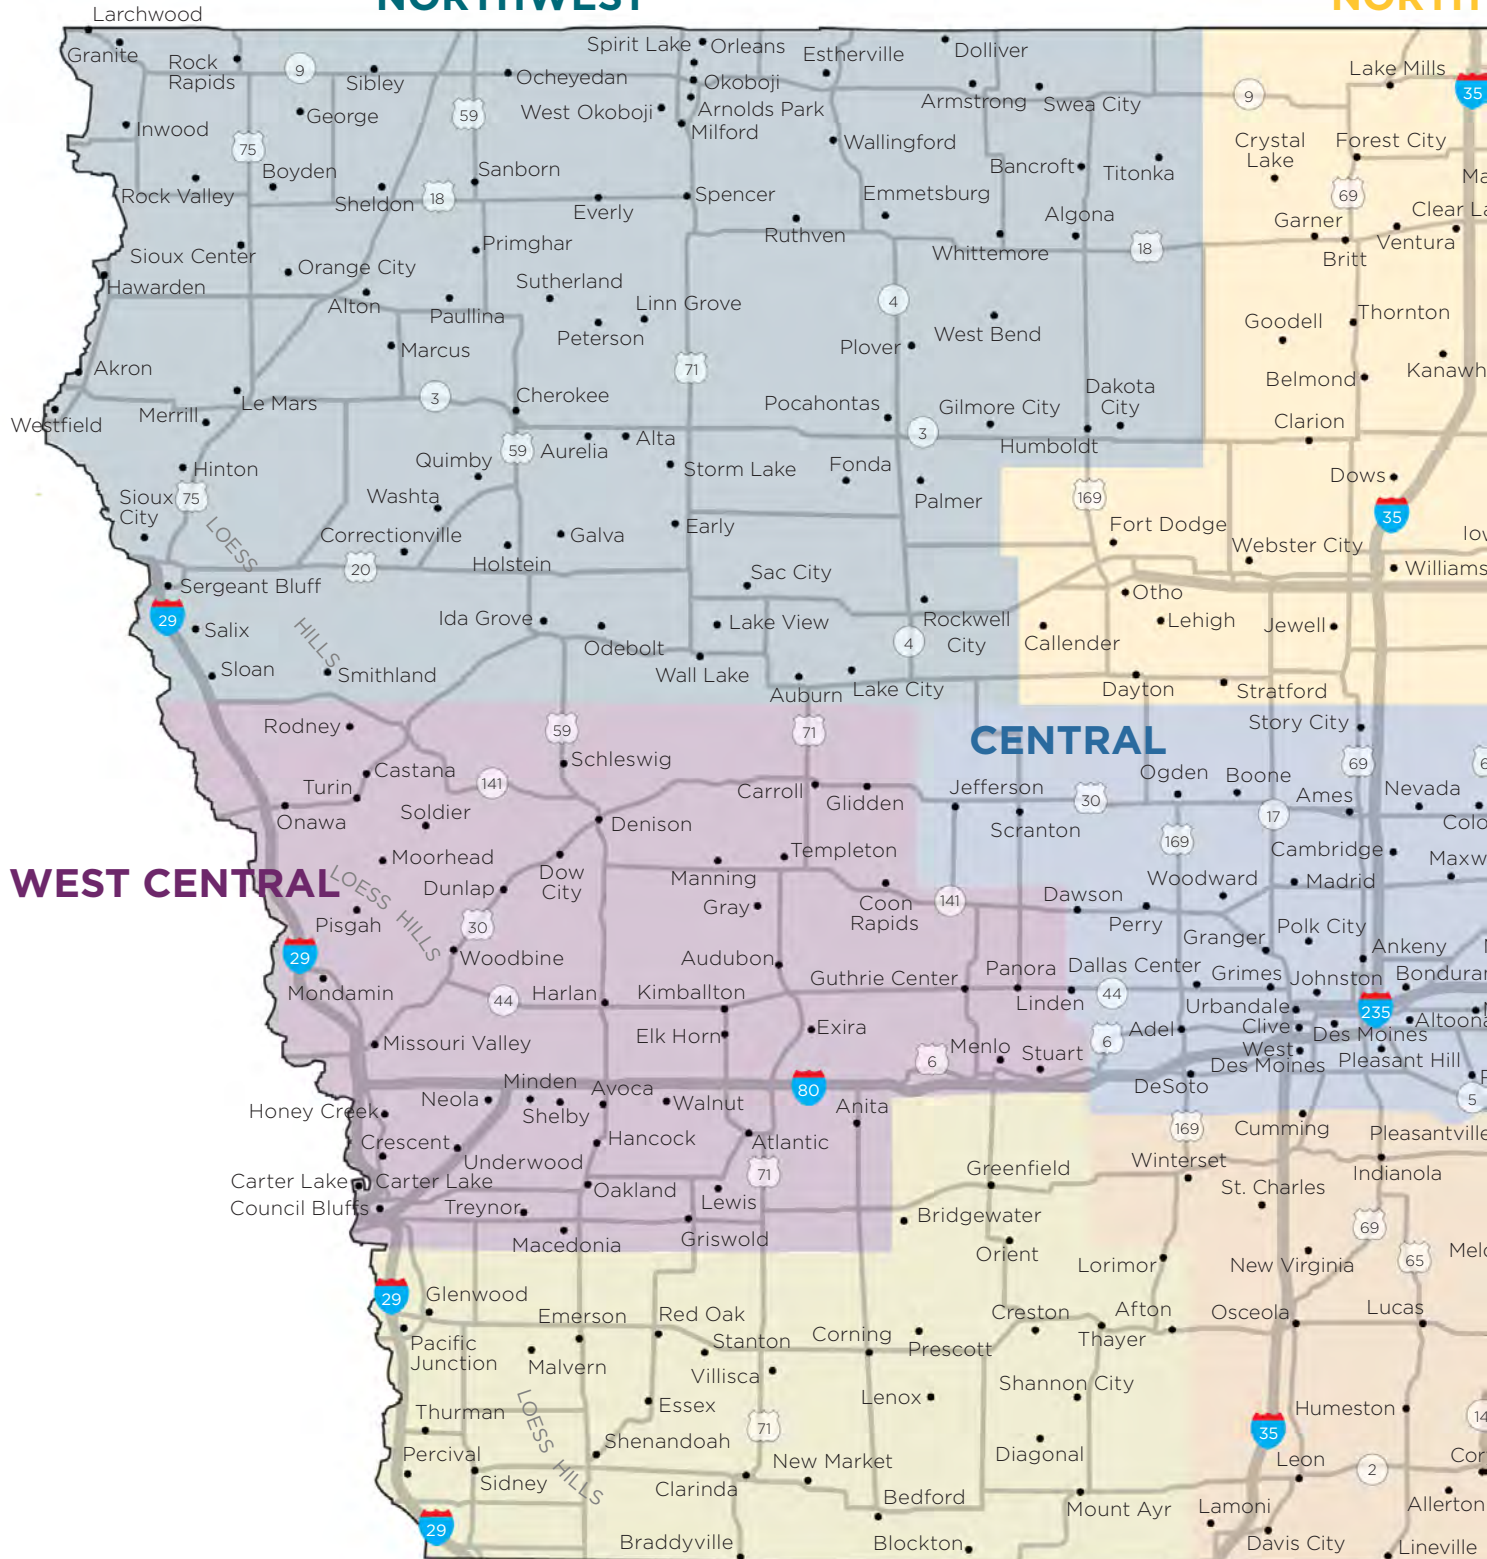 NORTHWEST
NORTH
Larchwood
Granite
Rock
Rapids
9
Sibley
George
59
Ocheyedan
Spirit Lake
Orleans
Okoboji
West Okoboji
Arnolds Park
Milford
Estherville
Dolliver
Armstrong
Swea City
9
Lake Mills
35
Inwood
75
Boyden
Sanborn
Wallingford
Bancroft
Titonka
Crystal
Lake
Forest City
Rock Valley
Sheldon
18
Everly
Spencer
Emmetsburg
Algona
69
Ma
Clear La
Garner
Ventura
Britt
Ruthven
Whittemore
18
Sioux Center
Primghar
Orange City
Hawarden
Alton
Paullina
Sutherland
Linn Grove
Peterson
4
West Bend
Plover
Goodell
Thornton
Kanawh
Marcus
71
Akron
Belmond
Westfield
Merrill
Le Mars
3
Cherokee
Pocahontas
Gilmore City
Dakota
City
Clarion
3
Humboldt
59
Aurelia
Alta
Hinton
Quimby
Storm Lake
Fonda
Palmer
Dows
Sioux
City
75
Washta
169
35
LOESS
Correctionville
Galva
Early
Fort Dodge
Iow
Webster City
20
Holstein
Sac City
Williams
Sergeant Bluff
29
Salix
HILLS
Ida Grove
Odebolt
Lake View
Rockwell
City
Otho
Lehigh
Jewell
Callender
4
Sloan
Smithland
Wall Lake
Auburn
Lake City
Dayton
Stratford
Rodney
59
71
CENTRAL
Story City
Castana
Schleswig
69
6
Turin
141
Onawa
Soldier
Carroll
Glidden
Jefferson
30
Ogden
Boone
Ames
Nevada
17
Colo
Denison
Scranton
169
Moorhead
Templeton
Cambridge
Maxw
WEST CENTRAL
LOESS
HILLS
Dunlap
Dow
City
Manning
Coon
Rapids
141
Dawson
Woodward
Madrid
Pisgah
30
Gray
Perry
Polk City
Granger
Ankeny
29
Woodbine
Audubon
Guthrie Center
Panora
Dallas Center
Grimes
Johnston
Bonduran
Mondamin
44
Harlan
Kimballton
Linden
44
Urbandale
235
Altoona
Elk Horn
Exira
Adel
Clive
Des Moines
Missouri Valley
6
Menlo
Stuart
6
West
Des Moines
Pleasant Hill
Minden
80
DeSoto
Neola
Avoca
Walnut
Anita
5
Honey Creek
Shelby
169
Cumming
Crescent
Hancock
Atlantic
Pleasantville
Underwood
71
Greenfield
Winterset
Indianola
Carter Lake
Carter Lake
Oakland
Lewis
St. Charles
Council Bluffs
Treynor
Bridgewater
69
Macedonia
Griswold
Orient
Lorimor
New Virginia
65
Melc
29
Glenwood
Emerson
Red Oak
Creston
Afton
Osceola
Lucas
Pacific
Junction
Stanton
Corning
Prescott
Thayer
Malvern
Villisca
Shannon City
LOESS
HILLS
Essex
Lenox
Humeston
Thurman
71
35
14
Shenandoah
Diagonal
Percival
New Market
Leon
2
Cor
Sidney
Clarinda
Bedford
Mount Ayr
Lamoni
Allerton
29
Braddyville
Blockton
Davis City
Lineville